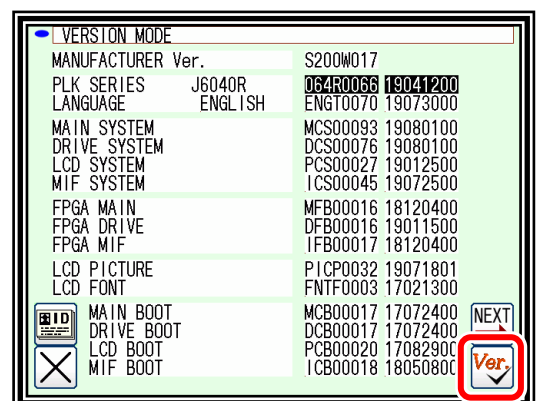 VERSION MODE
MANUFACTURER Ver. S200W017
PLK SERIES J6040R 064R0066 19041200
LANGUAGE ENGLISH ENGT0070 19073000
MAIN SYSTEM MCS00093 19080100
DRIVE SYSTEM DCS00076 19080100
LCD SYSTEM PCS00027 19012500
MIF SYSTEM ICS00045 19072500
FPGA MAIN MFB00016 18120400
FPGA DRIVE DFB00016 19011500
FPGA MIF IFB00017 18120400
LCD PICTURE PICP0032 19071801
LCD FONT FNTF0003 17021300
ID MAIN BOOT MCB00017 17072400 NEXT
DRIVE BOOT DCB00017 17072400
LCD BOOT PCB00020 17082900 Ver.
MIF BOOT ICB00018 18050800